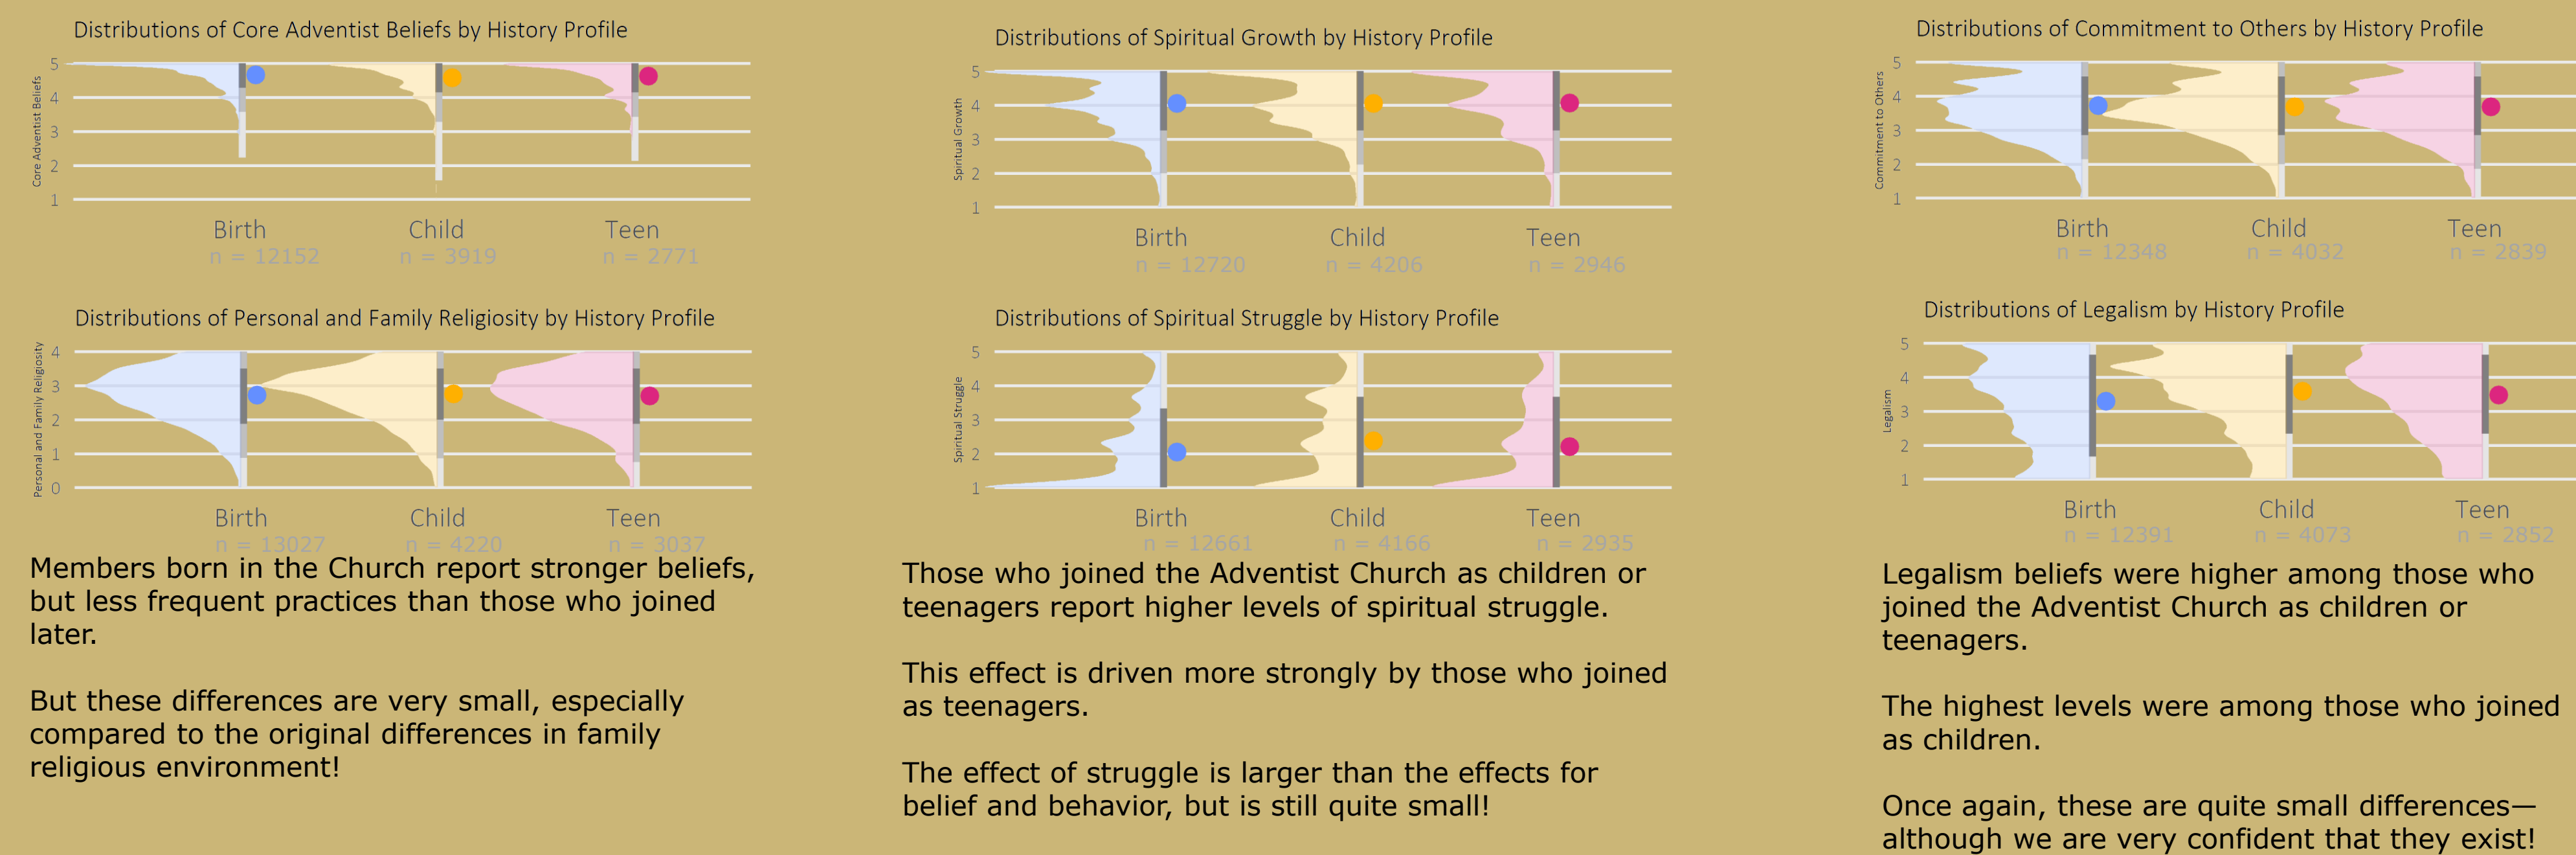 Distributions of Core Adventist Beliefs by History Profile
Core Adventist Beliefs
5
4
3
2
1
Birth
Child
Teen
n = 12152
n = 3919
n = 2771
Distributions of Personal and Family Religiosity by History Profile
Personal and Family Religiosity
4
3
2
1
0
Birth
Child
Teen
n = 13027
n = 4220
n = 3037
Members born in the Church report stronger beliefs,
but less frequent practices than those who joined
later.
But these differences are very small, especially
compared to the original differences in family
religious environment!
Distributions of Spiritual Growth by History Profile
Spiritual Growth
5
4
3
2
1
Birth
Child
Teen
n = 12720
n = 4206
n = 2946
Distributions of Spiritual Struggle by History Profile
Spiritual Struggle
5
4
3
2
1
Birth
Child
Teen
n = 12661
n = 4166
n = 2935
Those who joined the Adventist Church as children or
teenagers report higher levels of spiritual struggle.
This effect is driven more strongly by those who joined
as teenagers.
The effect of struggle is larger than the effects for
belief and behavior, but is still quite small!
Distributions of Commitment to Others by History Profile
Commitment to Others
5
4
3
2
1
Birth
Child
Teen
n = 12348
n = 4032
n = 2839
Distributions of Legalism by History Profile
Legalism
5
4
3
2
1
Birth
Child
Teen
n = 12391
n = 4073
n = 2852
Legalism beliefs were higher among those who
joined the Adventist Church as children or
teenagers.
The highest levels were among those who joined
as children.
Once again, these are quite small differences—
although we are very confident that they exist!